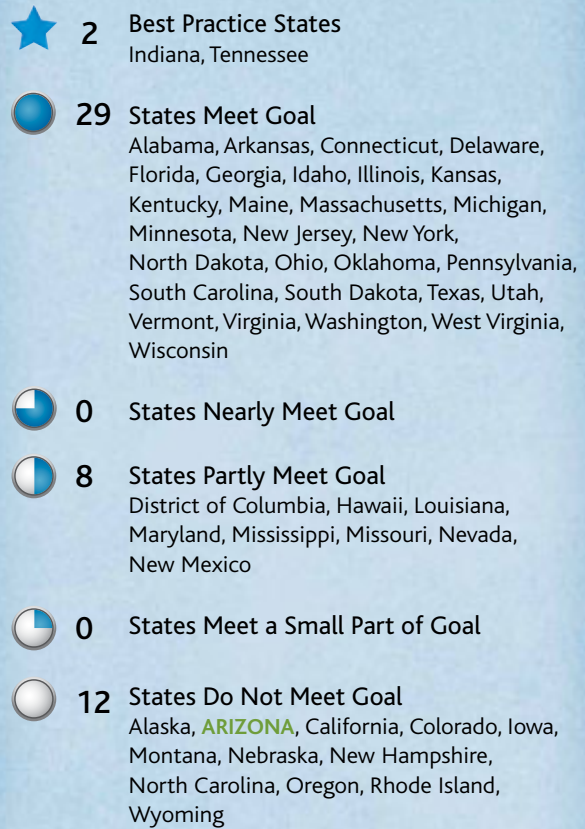 2 Best Practice States
Indiana, Tennessee
29 States Meet Goal
Alabama, Arkansas, Connecticut, Delaware,
Florida, Georgia, Idaho, Illinois, Kansas,
Kentucky, Maine, Massachusetts, Michigan,
Minnesota, New Jersey, New York,
North Dakota, Ohio, Oklahoma, Pennsylvania,
South Carolina, South Dakota, Texas, Utah,
Vermont, Virginia, Washington, West Virginia,
Wisconsin
0 States Nearly Meet Goal
8 States Partly Meet Goal
District of Columbia, Hawaii, Louisiana,
Maryland, Mississippi, Missouri, Nevada,
New Mexico
0 States Meet a Small Part of Goal
12 States Do Not Meet Goal
Alaska, ARIZONA, California, Colorado, Iowa,
Montana, Nebraska, New Hampshire,
North Carolina, Oregon, Rhode Island,
Wyoming